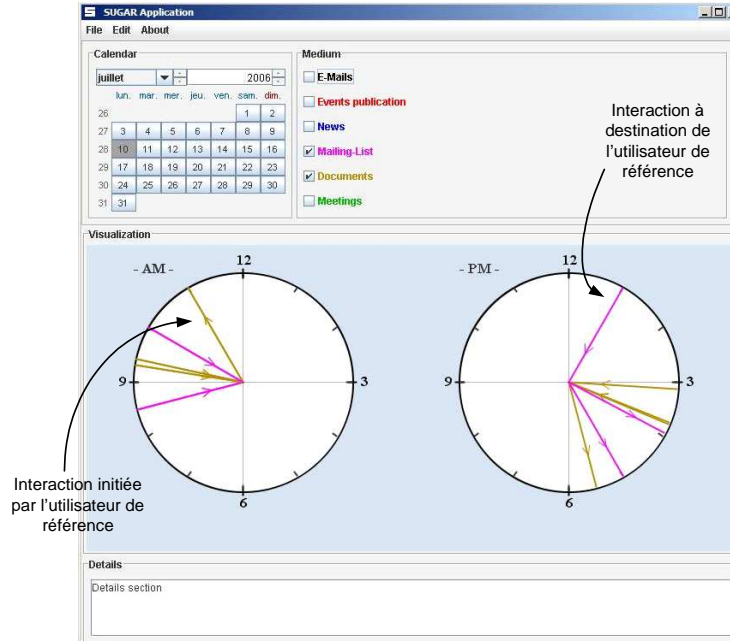 SUGAR Application
File Edit About
Calendar
juillet 2006
lun. mar. mer. jeu. ven. sam. dim.
26 1 2
27 3 4 5 6 7 8 9
28 10 11 12 13 14 15 16
29 17 18 19 20 21 22 23
30 24 25 26 27 28 29 30
31 31
Medium
E-Mails
Events publication
News
Mailing-List
Documents
Meetings
Interaction à
destination de
l'utilisateur de
référence
Visualization
- AM -
12
3
6
9
- PM -
12
3
6
9
Interaction initiée
par l'utilisateur de
référence
Details
Details section